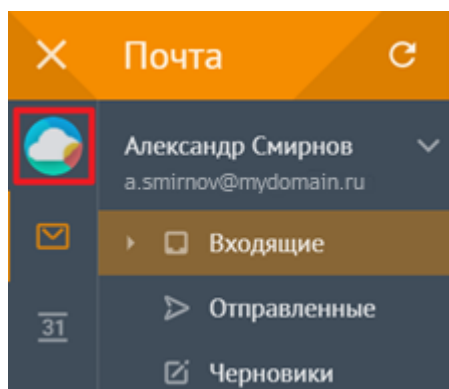 Почта
Александр Смирнов
a.smirnov@mydomain.ru
Входящие
31
Отправленные
Черновики